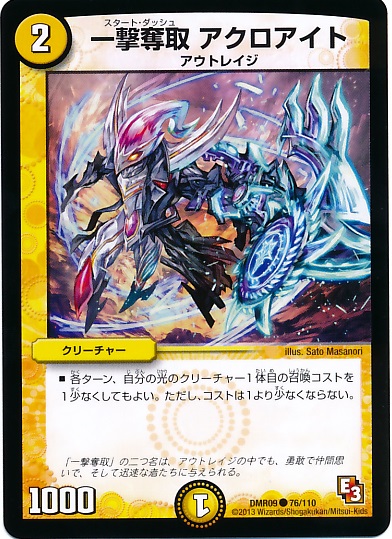 2
スタート・ダッシュ
一撃奪取 アクロアイト
アウトレイジ
illus. Sato Masanori
クリーチャー
■ 各ターン、自分の光のクリーチャー1体目の召喚コストを
1少なくしてもよい。ただし、コストは1より少なくならない。
「一撃奪取」の二つ名は、アウトレイジの中でも、勇敢で仲間思
いで、そして迅速な盾たちに与えられる。
1000
1
E3
DMR09 ● 76/110
©2013 Wizards/Shogakukan/Mitsui-Kids